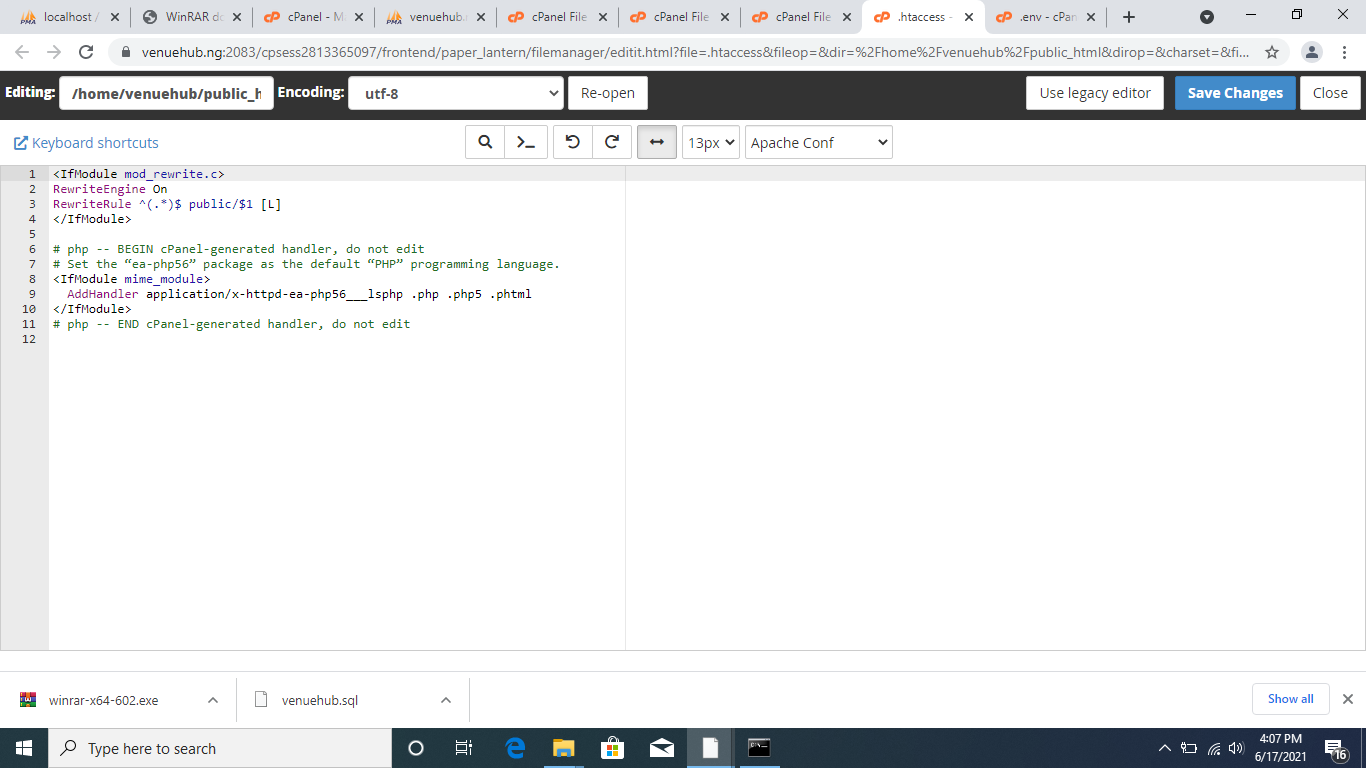 localhost /
WinRAR do
cPanel - M
venuehub.
cPanel File
cPanel File
cPanel File
.htaccess -
.env - cPan
venuehub.ng:2083/cpsess2813365097/frontend/paper_lantern/filemanager/editit.html?file=.htaccess&fileop=&dir=%2Fhome%2Fvenuehub%2Fpublic_html&dirop=&charset=&fi...
Editing: /home/venuehub/public_h Encoding: utf-8 Re-open Use legacy editor Save Changes Close
Keyboard shortcuts 13px Apache Conf
1 <IfModule mod_rewrite.c>
2 RewriteEngine On
3 RewriteRule ^(.*)$ public/$1 [L]
4 </IfModule>
5
6 # php -- BEGIN cPanel-generated handler, do not edit
7 # Set the “ea-php56” package as the default “PHP” programming language.
8 <IfModule mime_module>
9   AddHandler application/x-httpd-ea-php56___lsphp .php .php5 .phtml
10 </IfModule>
11 # php -- END cPanel-generated handler, do not edit
12
winrar-x64-602.exe venuehub.sql Show all
Type here to search
4:07 PM
6/17/2021
16